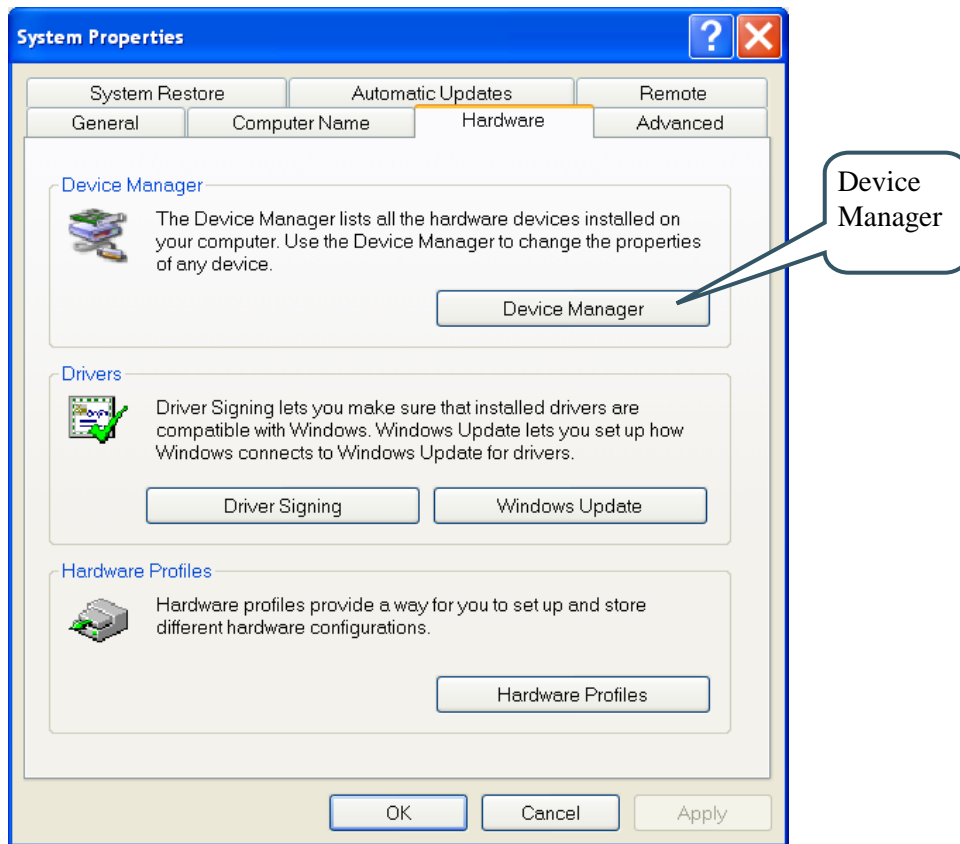 System Properties
System Restore
Automatic Updates
Remote
General
Computer Name
Hardware
Advanced
Device Manager
The Device Manager lists all the hardware devices installed on
your computer. Use the Device Manager to change the properties
of any device.
Device Manager
Device
Manager
Drivers
Driver Signing lets you make sure that installed drivers are
compatible with Windows. Windows Update lets you set up how
Windows connects to Windows Update for drivers.
Driver Signing
Windows Update
Hardware Profiles
Hardware profiles provide a way for you to set up and store
different hardware configurations.
Hardware Profiles
OK
Cancel
Apply